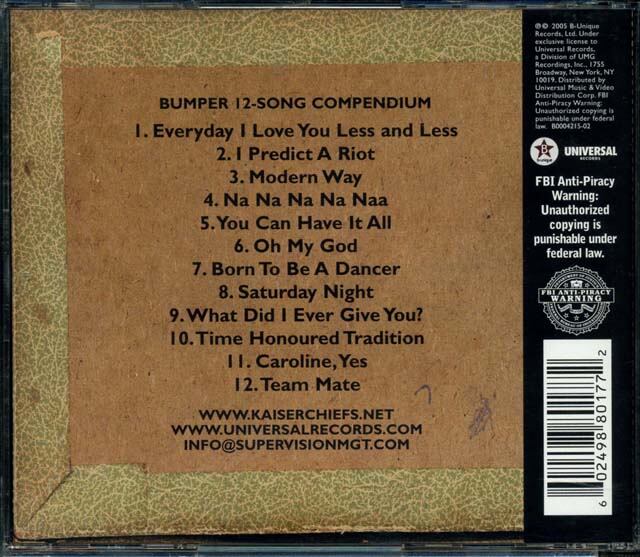 BUMPER 12-SONG COMPENDIUM
1. Everyday I Love You Less and Less
2. I Predict A Riot
3. Modern Way
4. Na Na Na Na Naa
5. You Can Have It All
6. Oh My God
7. Born To Be A Dancer
8. Saturday Night
9. What Did I Ever Give You?
10. Time Honoured Tradition
11. Caroline, Yes
12. Team Mate
WWW.KAISERCHIEFS.NET
WWW.UNIVERSALRECORDS.COM
INFO@SUPERVISIONMGT.COM
℗© 2005 B-Unique
Records, Ltd. Under
exclusive license to
Universal Records,
a Division of UMG
Recordings, Inc., 1755
Broadway, New York, NY
10019. Distributed by
Universal Music & Video
Distribution Corp. FBI
Anti-Piracy Warning:
Unauthorized copying is
punishable under federal
law. B0004215-02
B
b-unique
UNIVERSAL
RECORDS
FBI Anti-Piracy
Warning:
Unauthorized
copying is
punishable under
federal law.
FBI ANTI-PIRACY
WARNING
6 02498 80177 2